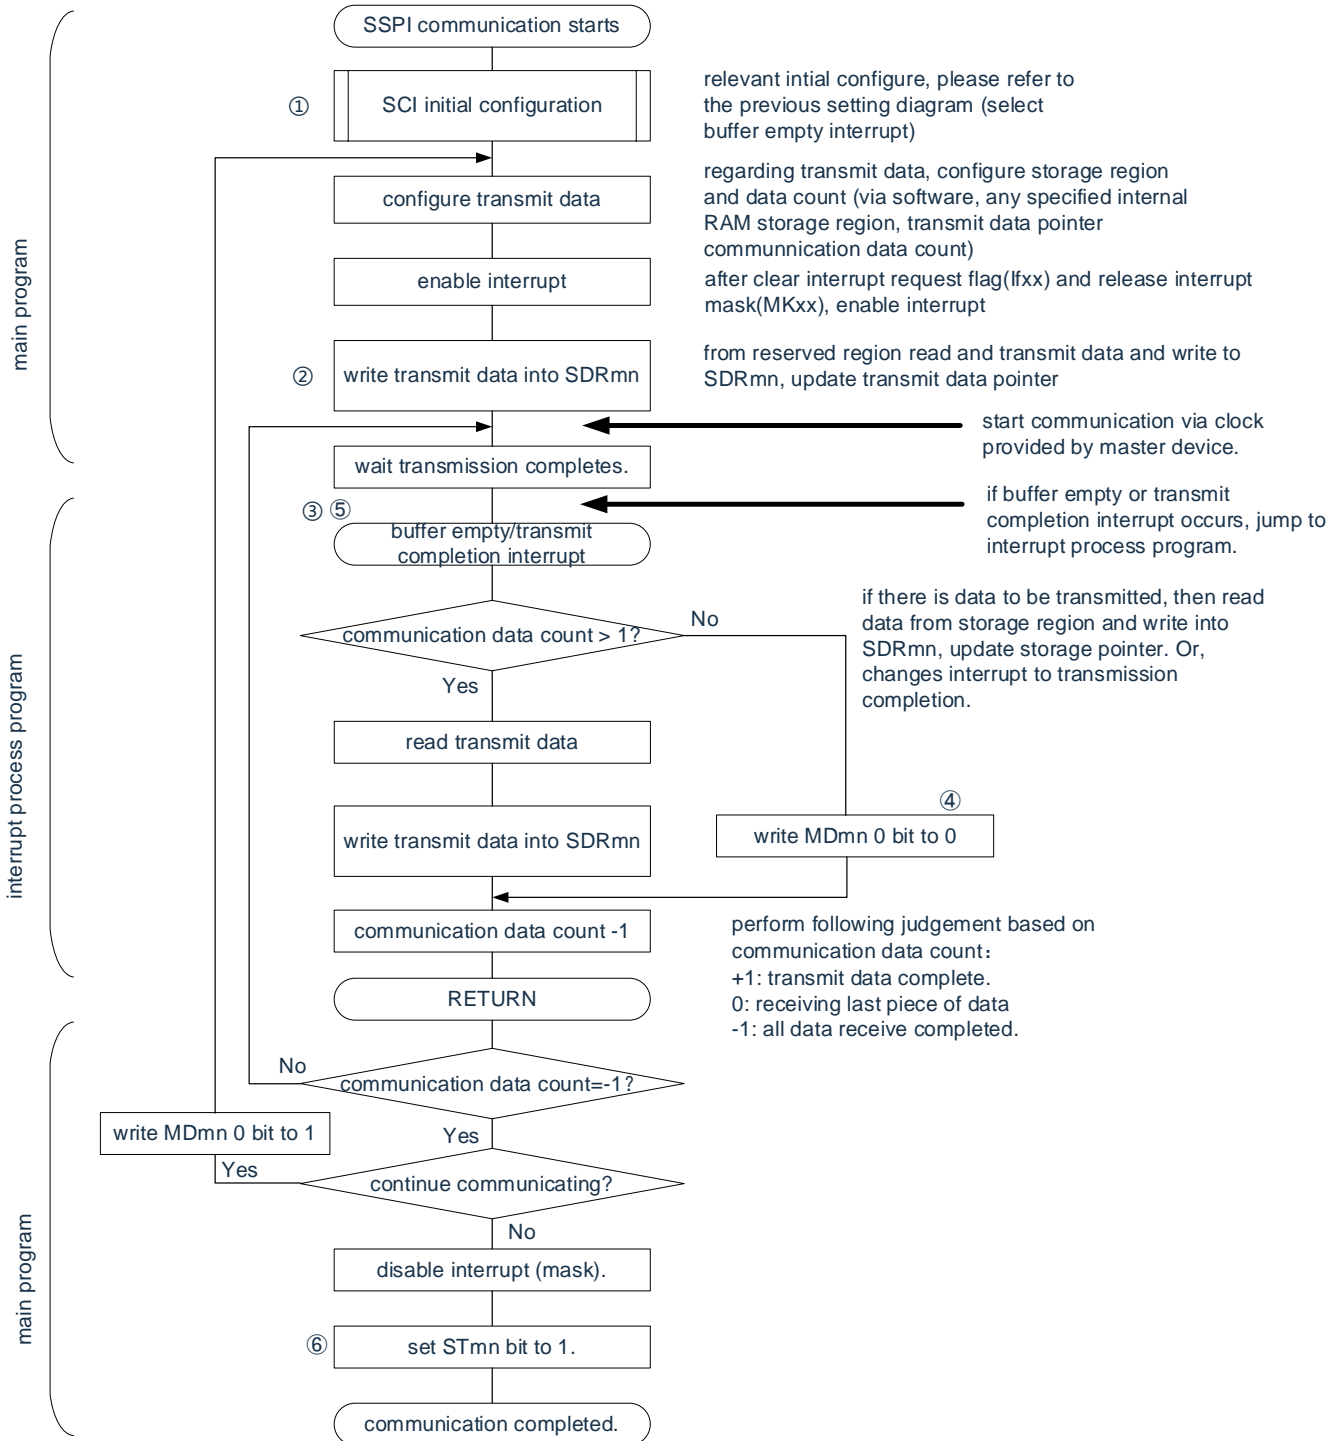 SSPI communication starts
①
SCI initial configuration
relevant intial configure, please refer to
the previous setting diagram (select
buffer empty interrupt)
configure transmit data
regarding transmit data, configure storage region
and data count (via software, any specified internal
RAM storage region, transmit data pointer
communnication data count)
enable interrupt
after clear interrupt request flag(Ifxx) and release interrupt
mask(MKxx), enable interrupt
main program
②
write transmit data into SDRmn
from reserved region read and transmit data and write to
SDRmn, update transmit data pointer
start communication via clock
provided by master device.
wait transmission completes.
③ ⑤
if buffer empty or transmit
completion interrupt occurs, jump to
interrupt process program.
buffer empty/transmit
completion interrupt
communication data count > 1?
No
Yes
if there is data to be transmitted, then read
data from storage region and write into
SDRmn, update storage pointer. Or,
changes interrupt to transmission
completion.
interrupt process program
read transmit data
④
write transmit data into SDRmn
write MDmn 0 bit to 0
communication data count -1
perform following judgement based on
communication data count：
+1: transmit data complete.
0: receiving last piece of data
-1: all data receive completed.
RETURN
No
communication data count=-1?
write MDmn 0 bit to 1
Yes
Yes
continue communicating?
No
main program
disable interrupt (mask).
⑥
set STmn bit to 1.
communication completed.